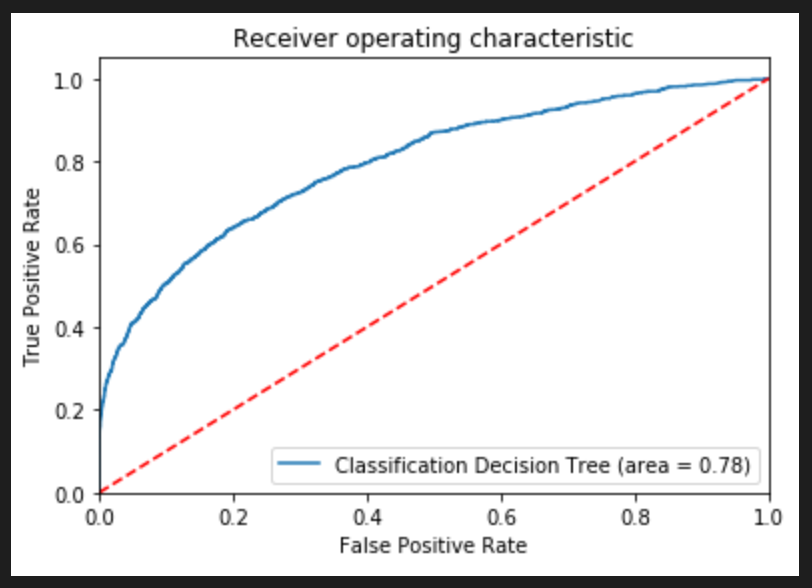 Receiver operating characteristic
1.0
0.8
0.6
0.4
0.2
0.0
True Positive Rate
Classification Decision Tree (area = 0.78)
0.0 0.2 0.4 0.6 0.8 1.0
False Positive Rate